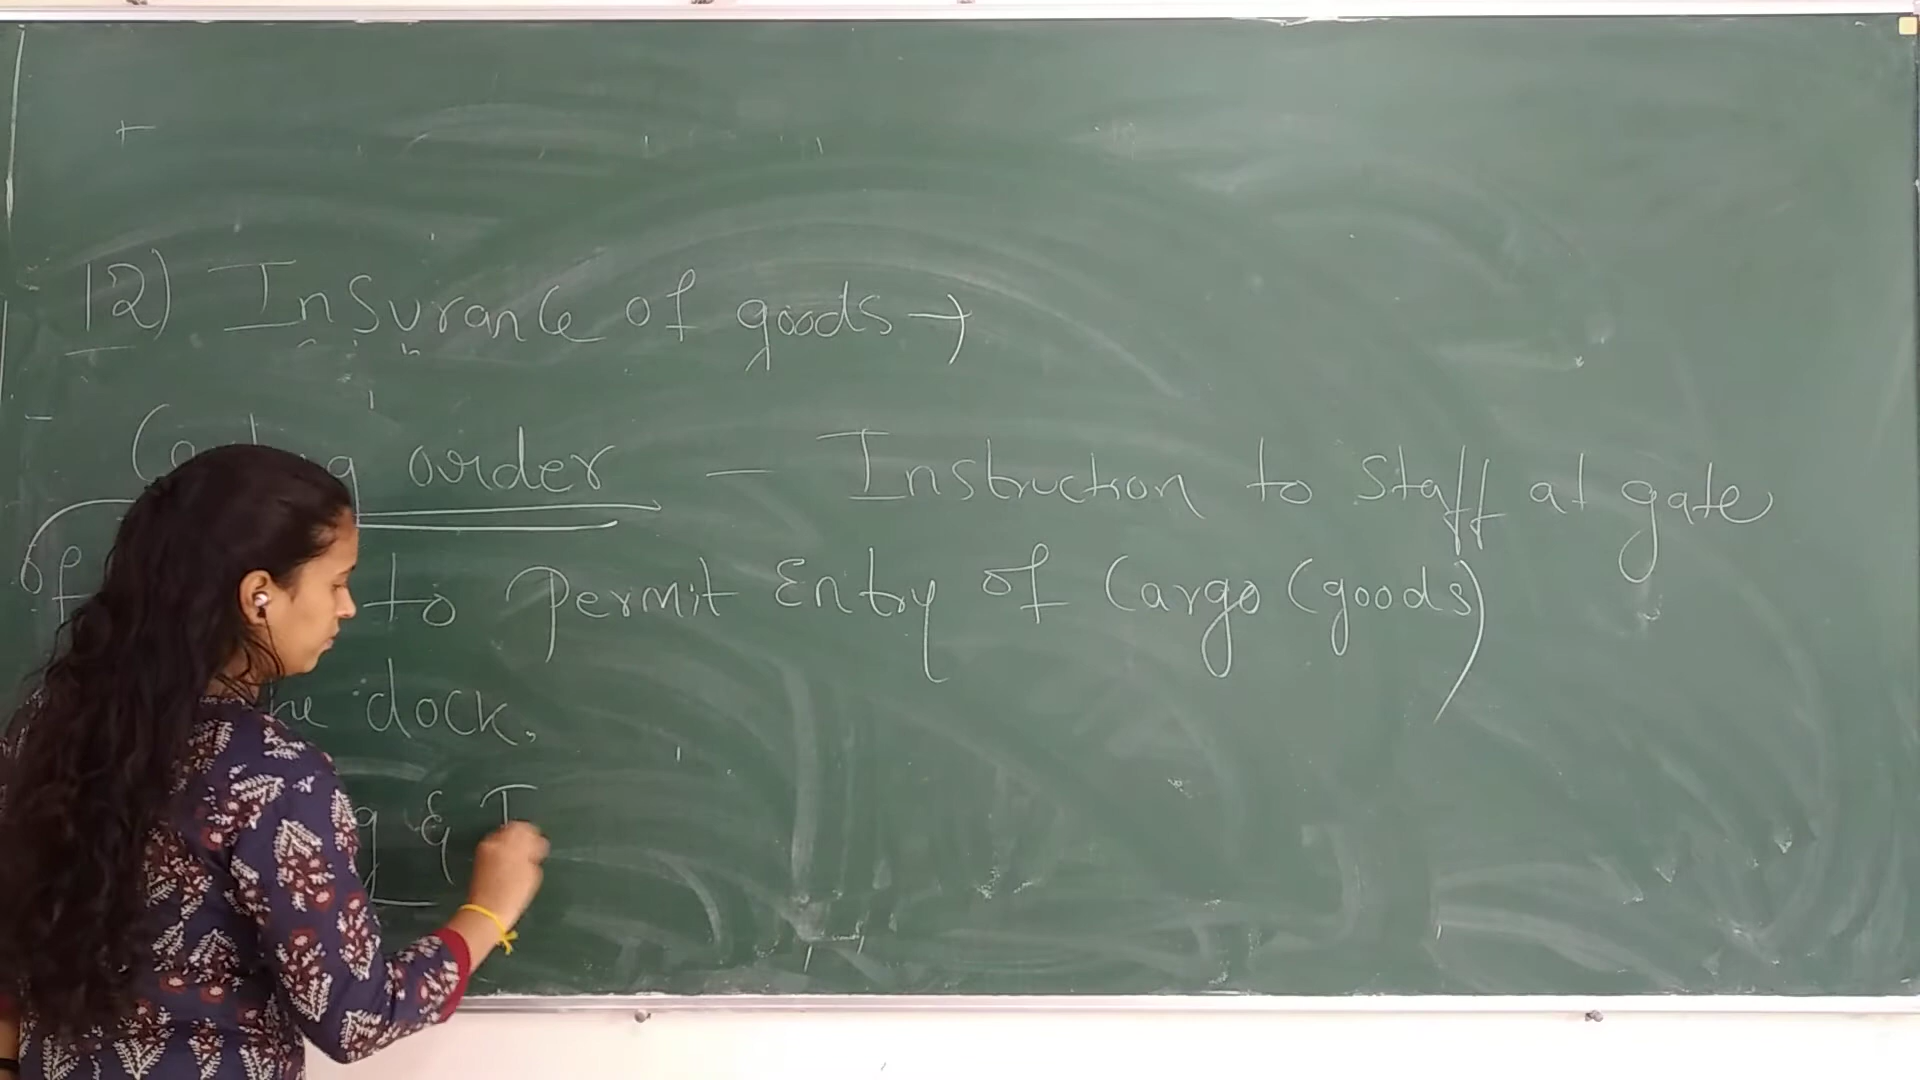 12) Insurance of goods →
order - Instruction to Staff at gate
to permit Entry of Cargo (goods)
dock.
& I